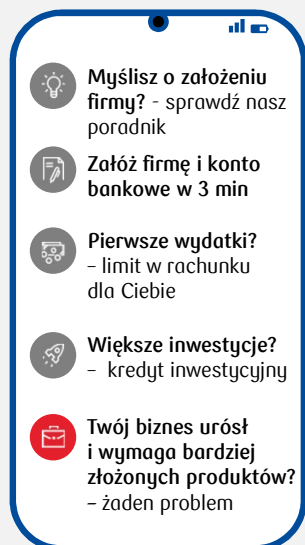 Myślisz o założeniu
firmy? - sprawdź nasz
poradnik
Załóż firmę i konto
bankowe w 3 min
Pierwsze wydatki?
– limit w rachunku
dla Ciebie
Większe inwestycje?
– kredyt inwestycyjny
Twój biznes urósł
i wymaga bardziej
złożonych produktów?
– żaden problem